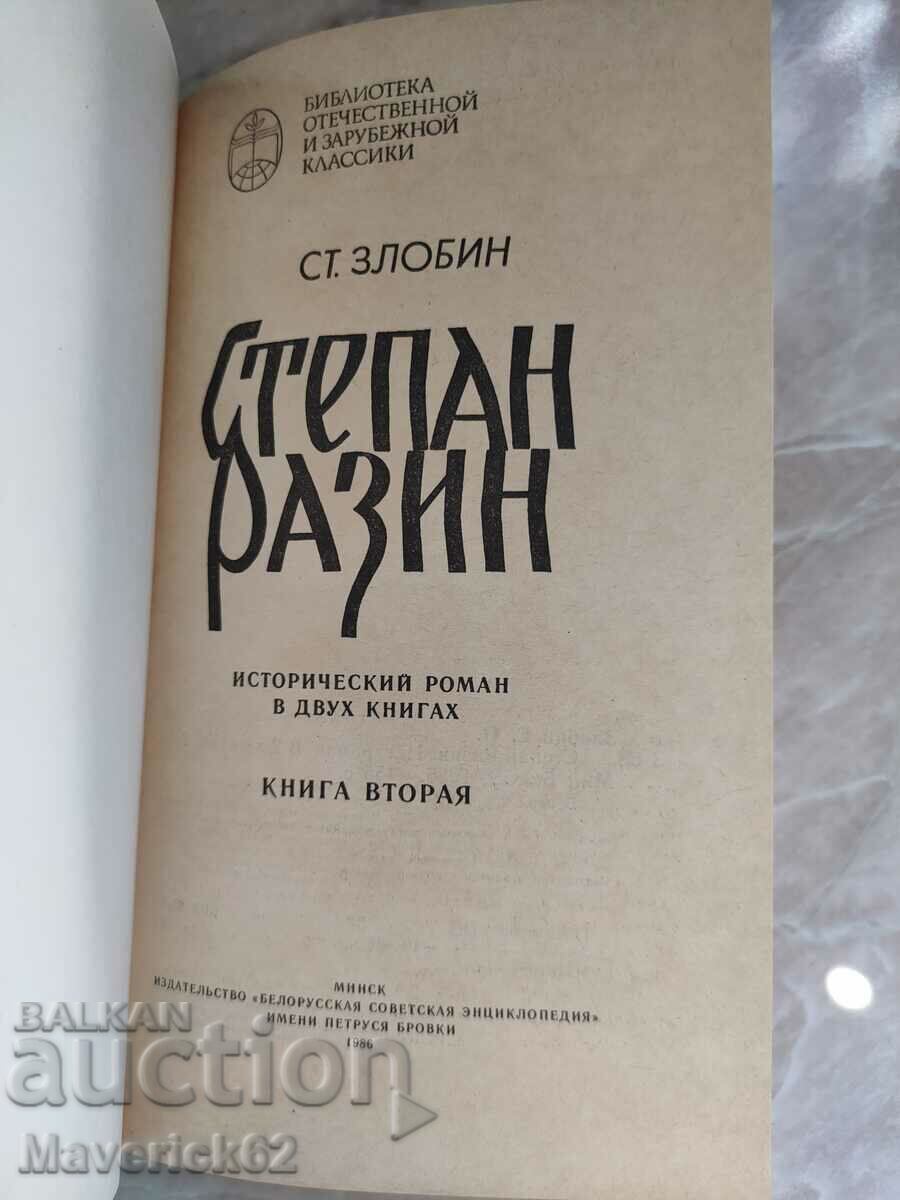 БИБЛИОТЕКА
ОТЕЧЕСТВЕННОЙ
И ЗАРУБЕЖНОЙ
КЛАССИКИ
СТ. ЗЛОБИН
СТЕПАН
РАЗИН
ИСТОРИЧЕСКИЙ РОМАН
В ДВУХ КНИГАХ
КНИГА ВТОРАЯ
МИНСК
ИЗДАТЕЛЬСТВО «БЕЛОРУССКАЯ СОВЕТСКАЯ ЭНЦИКЛОПЕДИЯ»
ИМЕНИ ПЕТРУСЯ БРОВКИ
1986
BALKAN
auction
Maverick62